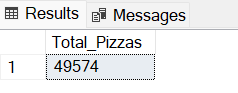 Results Messages
Total_Pizzas
1 49574